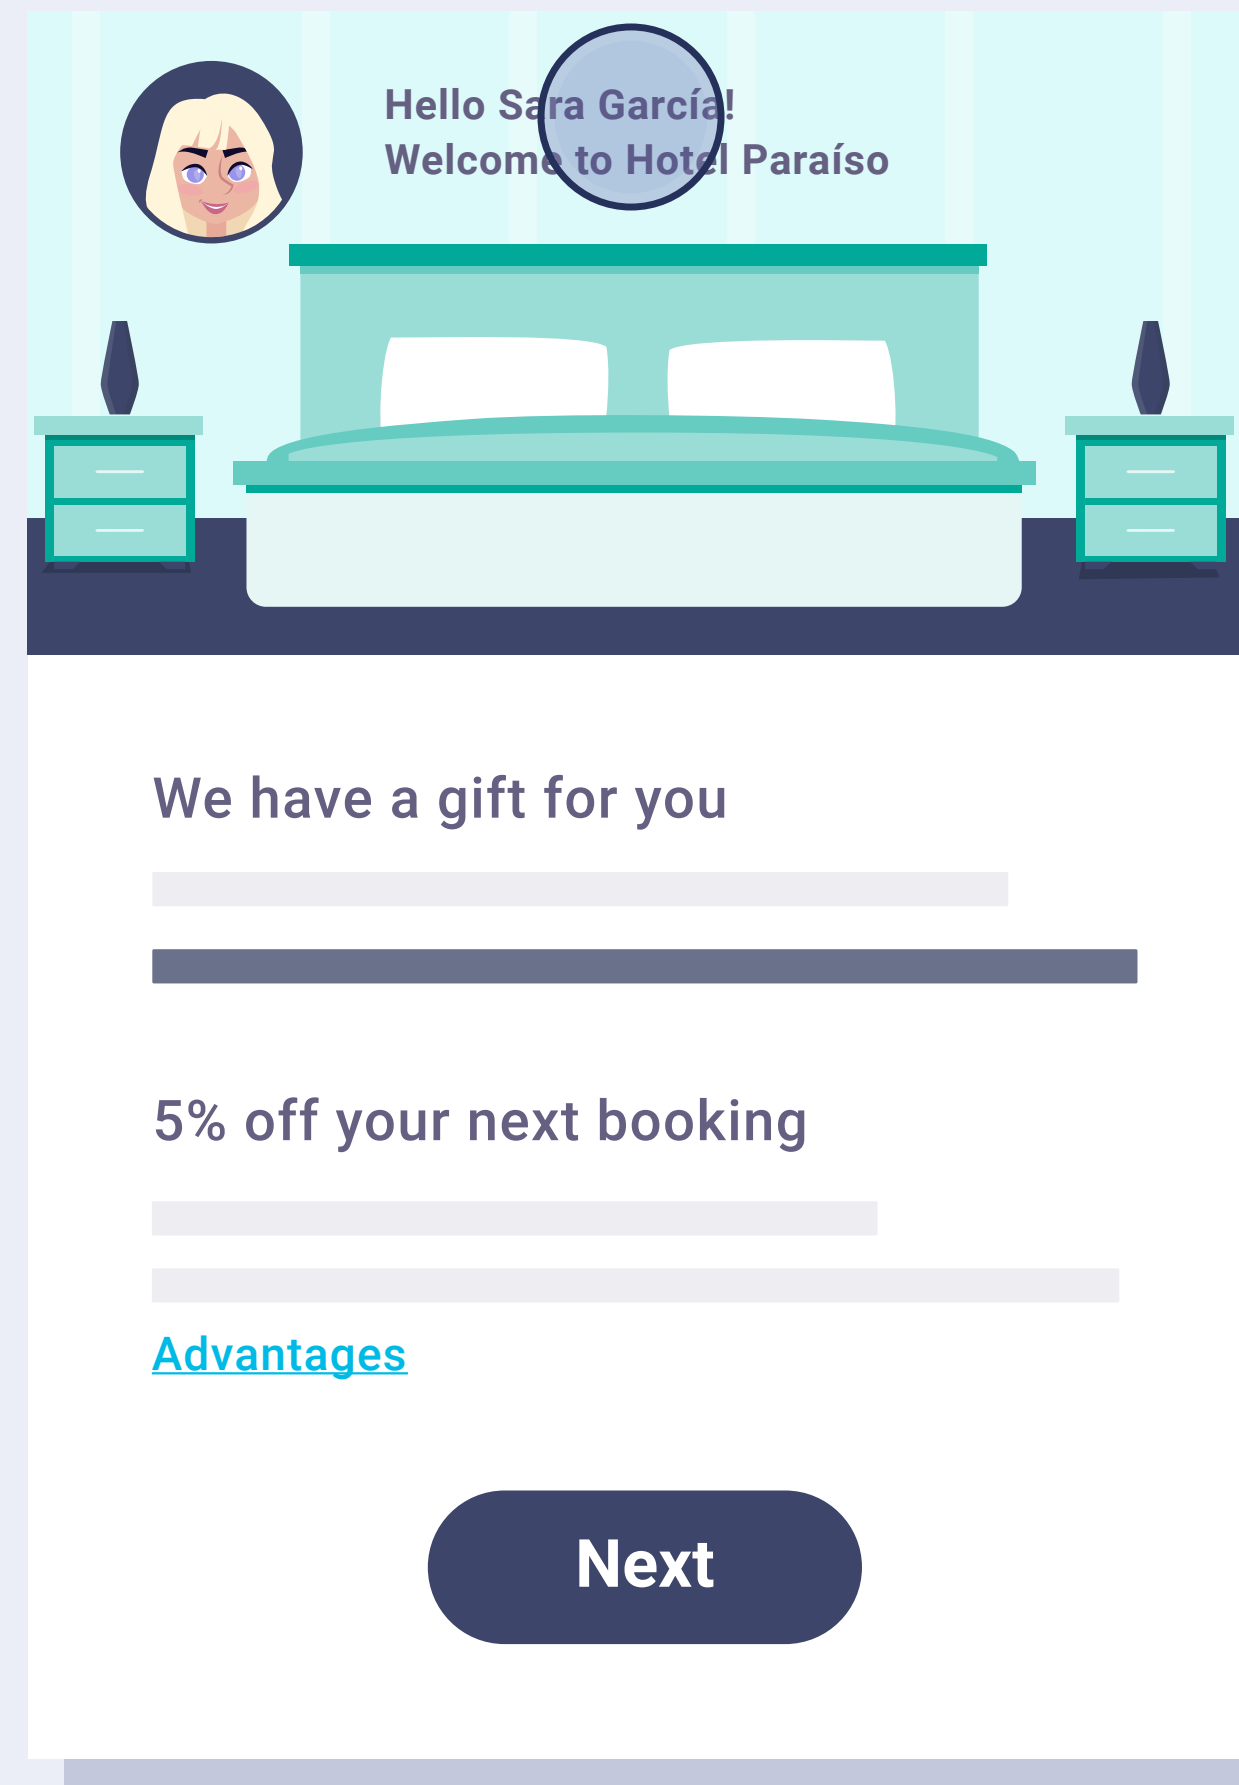 Hello Sara García!
Welcome to Hotel Paraíso
We have a gift for you
5% off your next booking
Advantages
Next